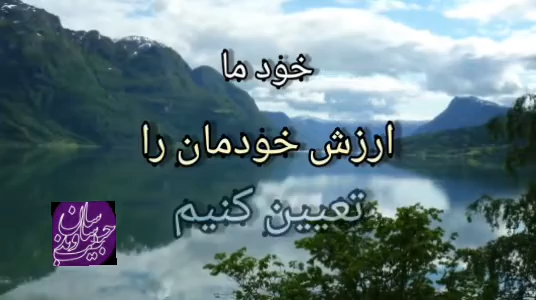 خود ما
ارزش خودمان را
تعیین کنیم